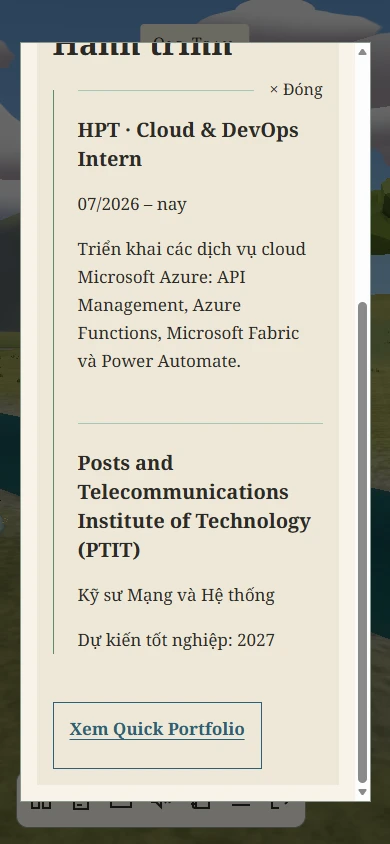 Hành trình
× Đóng
HPT · Cloud & DevOps
Intern
07/2026 – nay
Triển khai các dịch vụ cloud
Microsoft Azure: API
Management, Azure
Functions, Microsoft Fabric
và Power Automate.
Posts and
Telecommunications
Institute of Technology
(PTIT)
Kỹ sư Mạng và Hệ thống
Dự kiến tốt nghiệp: 2027
Xem Quick Portfolio